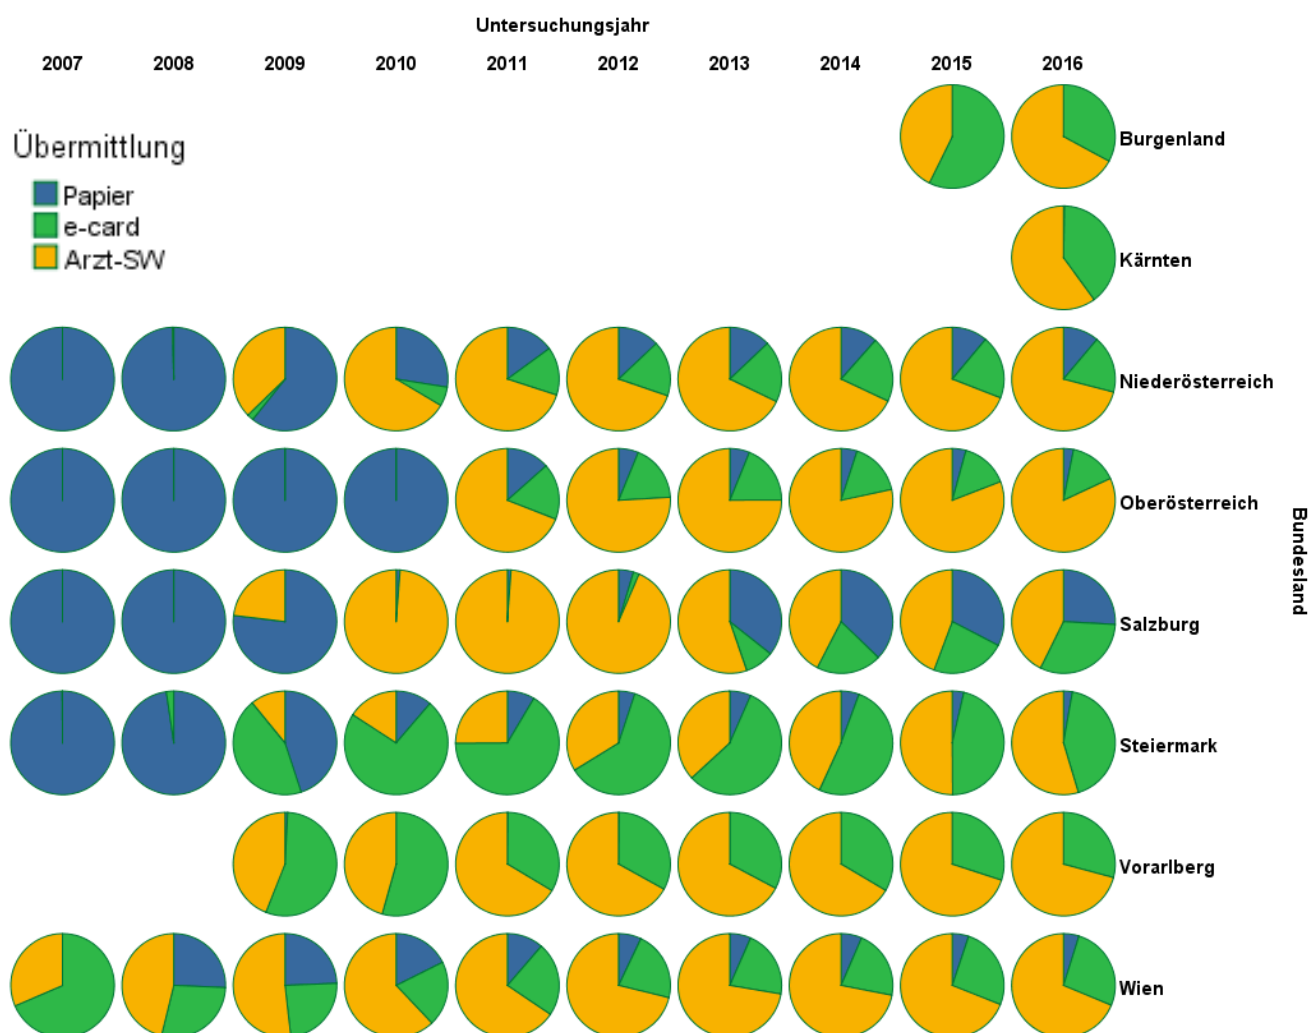 Untersuchungsjahr
2007 2008 2009 2010 2011 2012 2013 2014 2015 2016
Burgenland
Übermittlung
Papier
e-card
Arzt-SW
Kärnten
Niederösterreich
Oberösterreich
Bundesland
Salzburg
Steiermark
Vorarlberg
Wien